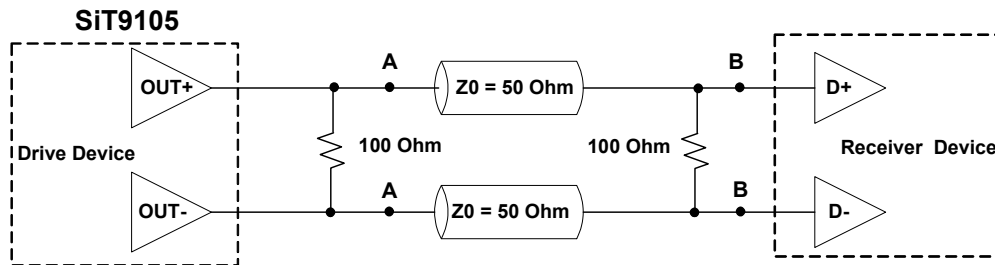 SiT9105
A
B
OUT+
Z0 = 50 Ohm
D+
Drive Device
100 Ohm
100 Ohm
Receiver Device
A
B
OUT-
Z0 = 50 Ohm
D-